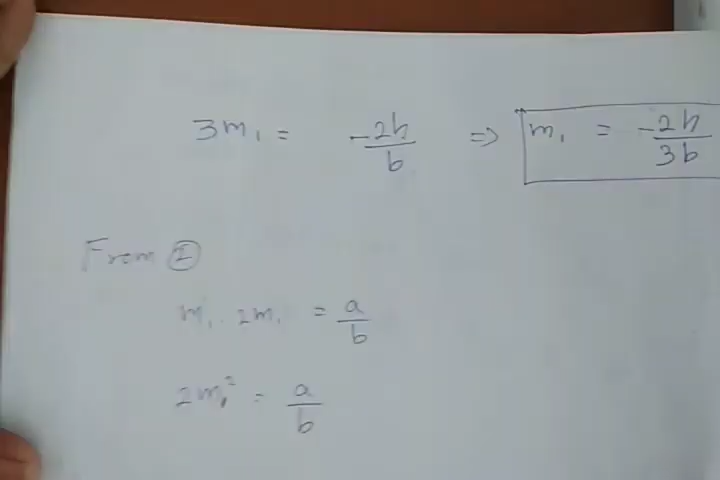 3m₁ = -2h/b ⇒ m₁ = -2h/3b
From ②
m₁ . 2m₁ = a/b
2m₁² = a/b